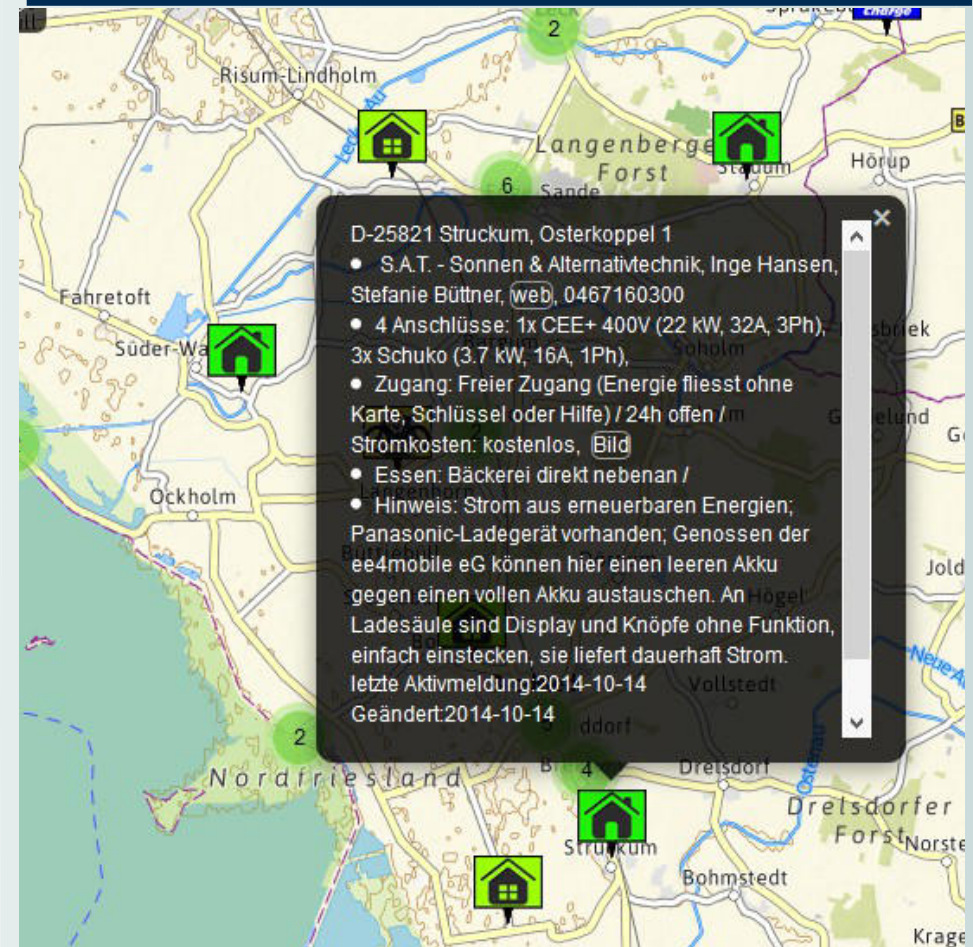 Charge
2
Risum-Lindholm
Langenberger
Forst
Stadum
Hörup
B
6
Sande
Fahretoft
Süder-Wa
D-25821 Struckum, Osterkoppel 1
• S.A.T. - Sonnen & Alternativtechnik, Inge Hansen,
Stefanie Büttner, web, 0467160300
• 4 Anschlüsse: 1x CEE+ 400V (22 kW, 32A, 3Ph),
3x Schuko (3.7 kW, 16A, 1Ph),
• Zugang: Freier Zugang (Energie fliesst ohne
Karte, Schlüssel oder Hilfe) / 24h offen /
Stromkosten: kostenlos, Bild
• Essen: Bäckerei direkt nebenan /
• Hinweis: Strom aus erneuerbaren Energien;
Panasonic-Ladegerät vorhanden; Genossen der
ee4mobile eG können hier einen leeren Akku
gegen einen vollen Akku austauschen. An
Ladesäule sind Display und Knöpfe ohne Funktion,
einfach einstecken, sie liefert dauerhaft Strom.
letzte Aktivmeldung:2014-10-14
Geändert:2014-10-14
Soholm
Langenhorn
Ockholm
Jold
Högel
Vollstedt
2
ddorf
4
Nordfriesland
Drelsdorf
Ostenau
Drelsdorfer
Forst
Norste
Struckum
Bohmstedt
Krage